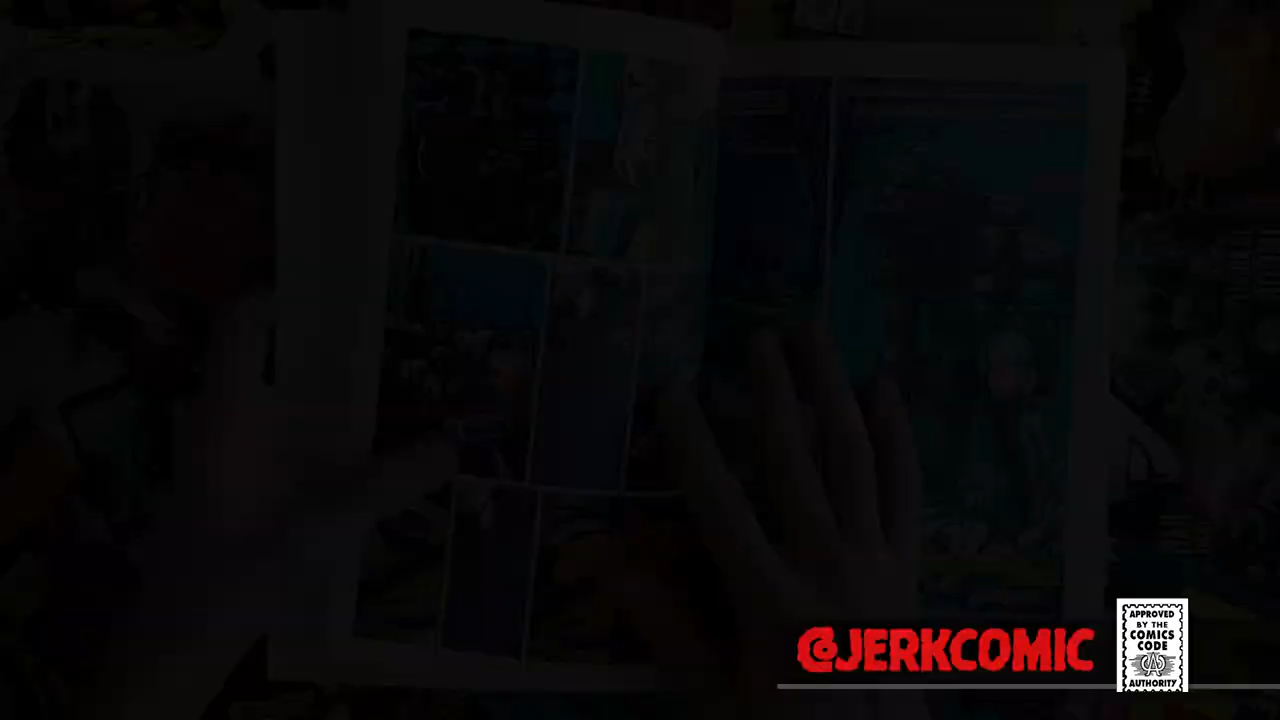 @JERKCOMIC
APPROVED
BY THE
COMICS
CODE
CA
AUTHORITY